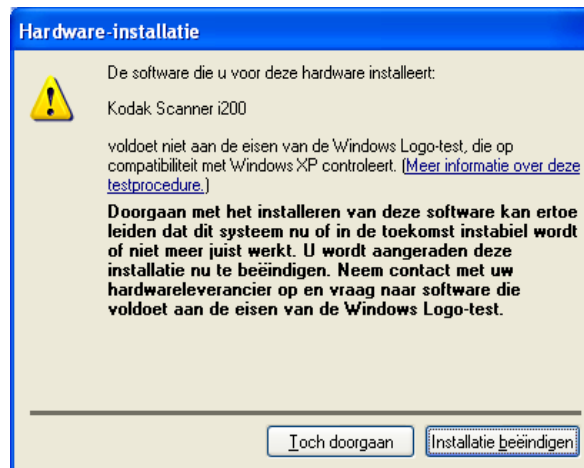 Hardware-installatie
De software die u voor deze hardware installeert:
Kodak Scanner i200
voldoet niet aan de eisen van de Windows Logo-test, die op
compatibiliteit met Windows XP controleert. (Meer informatie over deze
testprocedure.)
Doorgaan met het installeren van deze software kan ertoe
leiden dat dit systeem nu of in de toekomst instabiel wordt
of niet meer juist werkt. U wordt aangeraden deze
installatie nu te beëindigen. Neem contact met uw
hardwareleverancier op en vraag naar software die
voldoet aan de eisen van de Windows Logo-test.
Toch doorgaan Installatie beëindigen